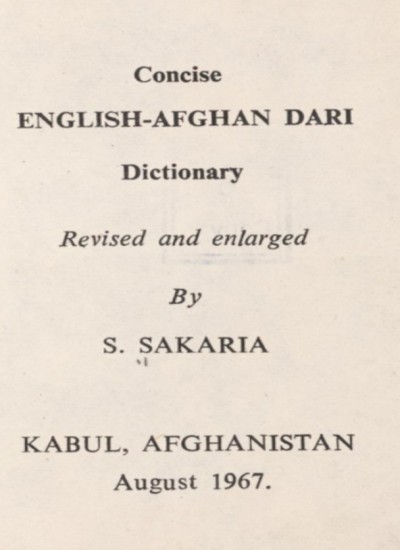 Concise
ENGLISH-AFGHAN DARI
Dictionary
Revised and enlarged
By
S. SAKARIA
KABUL, AFGHANISTAN
August 1967.